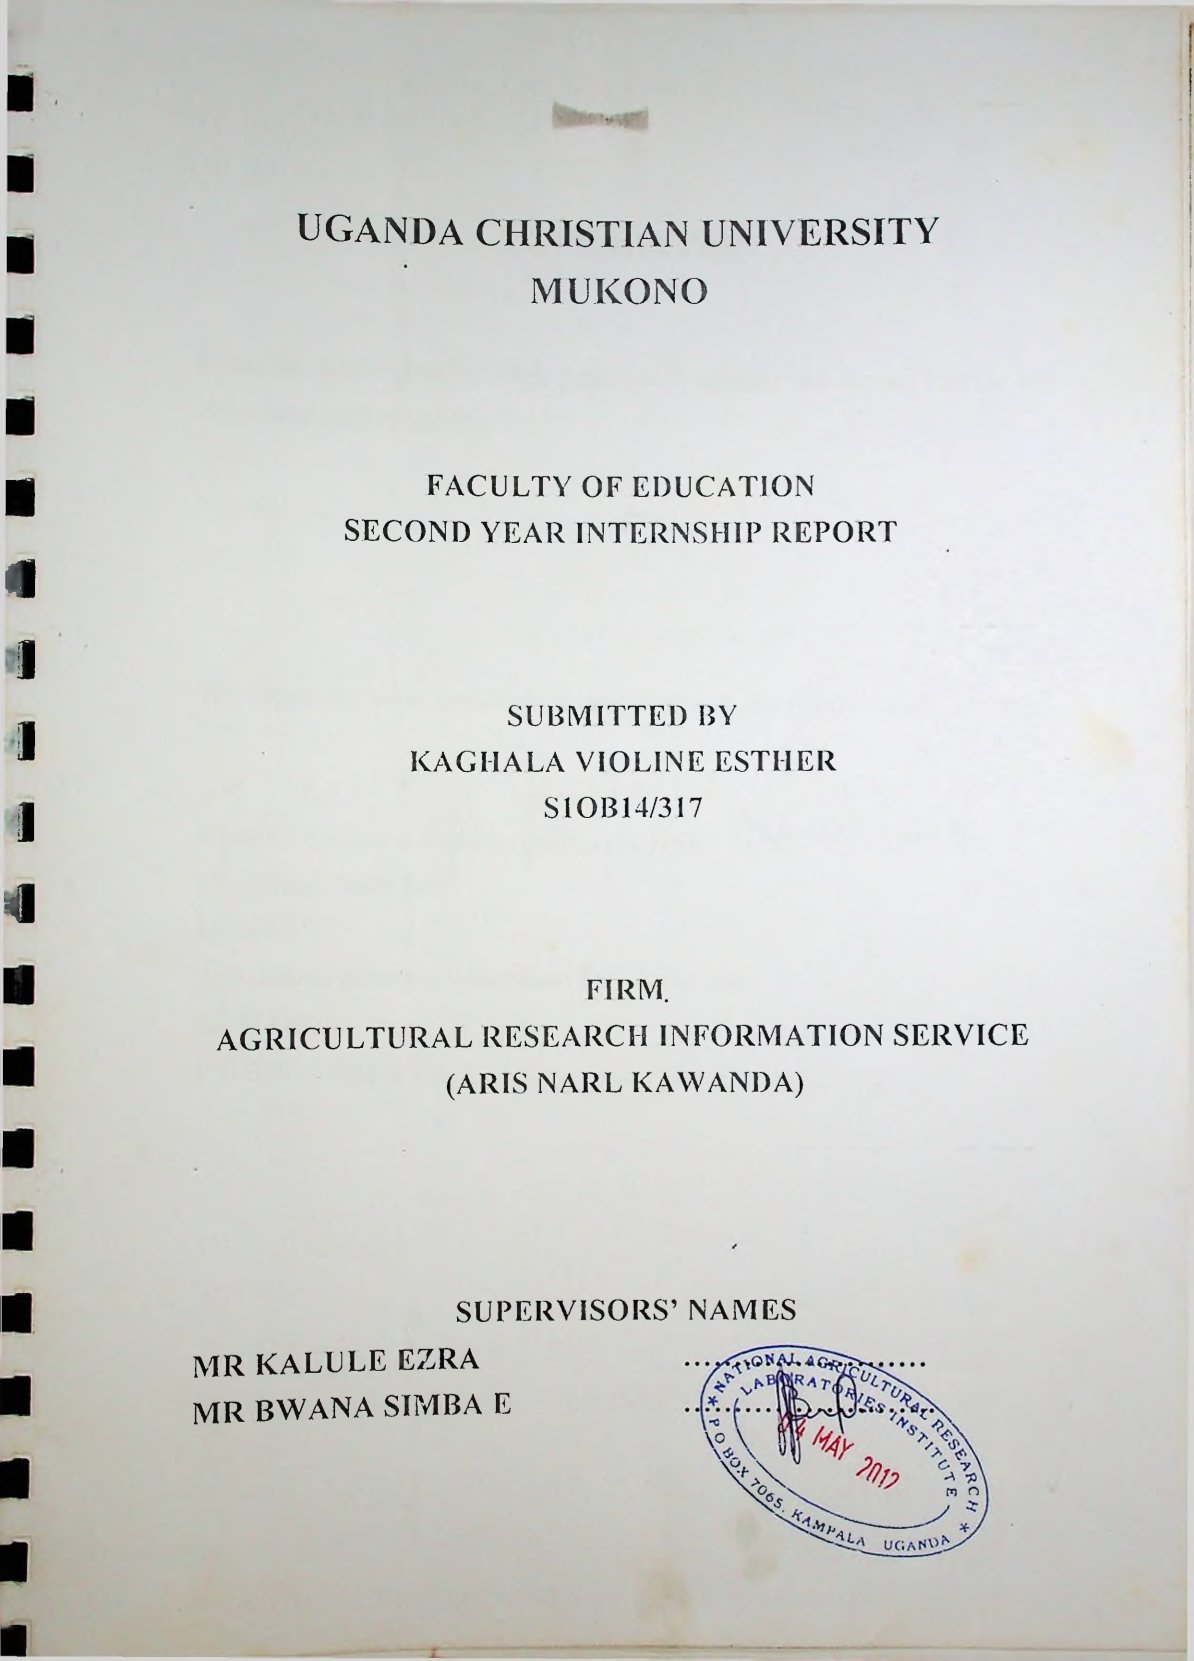 UGANDA CHRISTIAN UNIVERSITY
MUKONO
FACULTY OF EDUCATION
SECOND YEAR INTERNSHIP REPORT
SUBMITTED BY
KAGHALA VIOLINE ESTHER
S1OB14/317
FIRM.
AGRICULTURAL RESEARCH INFORMATION SERVICE
(ARIS NARL KAWANDA)
SUPERVISORS' NAMES
MR KALULE EZRA ........................
MR BWANA SIMBA E ........................
* NATIONAL AGRICULTURAL RESEARCH *
LABORATORIES INSTITUTE
04 MAY 2012
P O BOX 7065, KAMPALA UGANDA